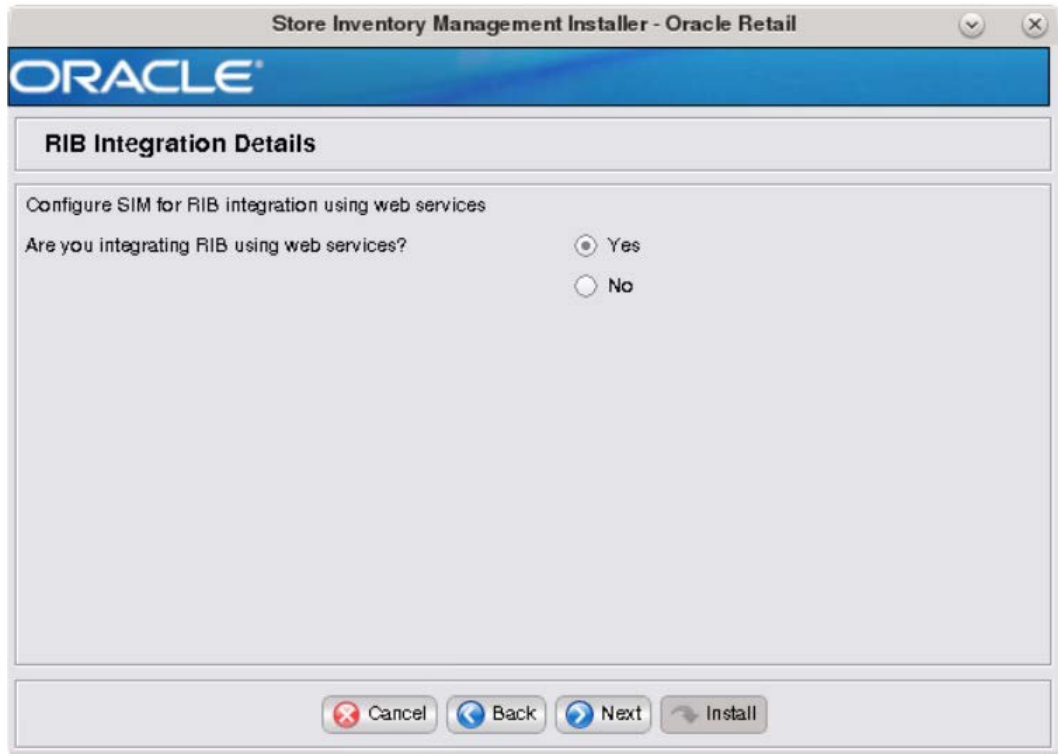 Store Inventory Management Installer - Oracle Retail
ORACLE®
RIB Integration Details
Configure SIM for RIB integration using web services
Are you integrating RIB using web services?
Yes
No
Cancel
Back
Next
Install